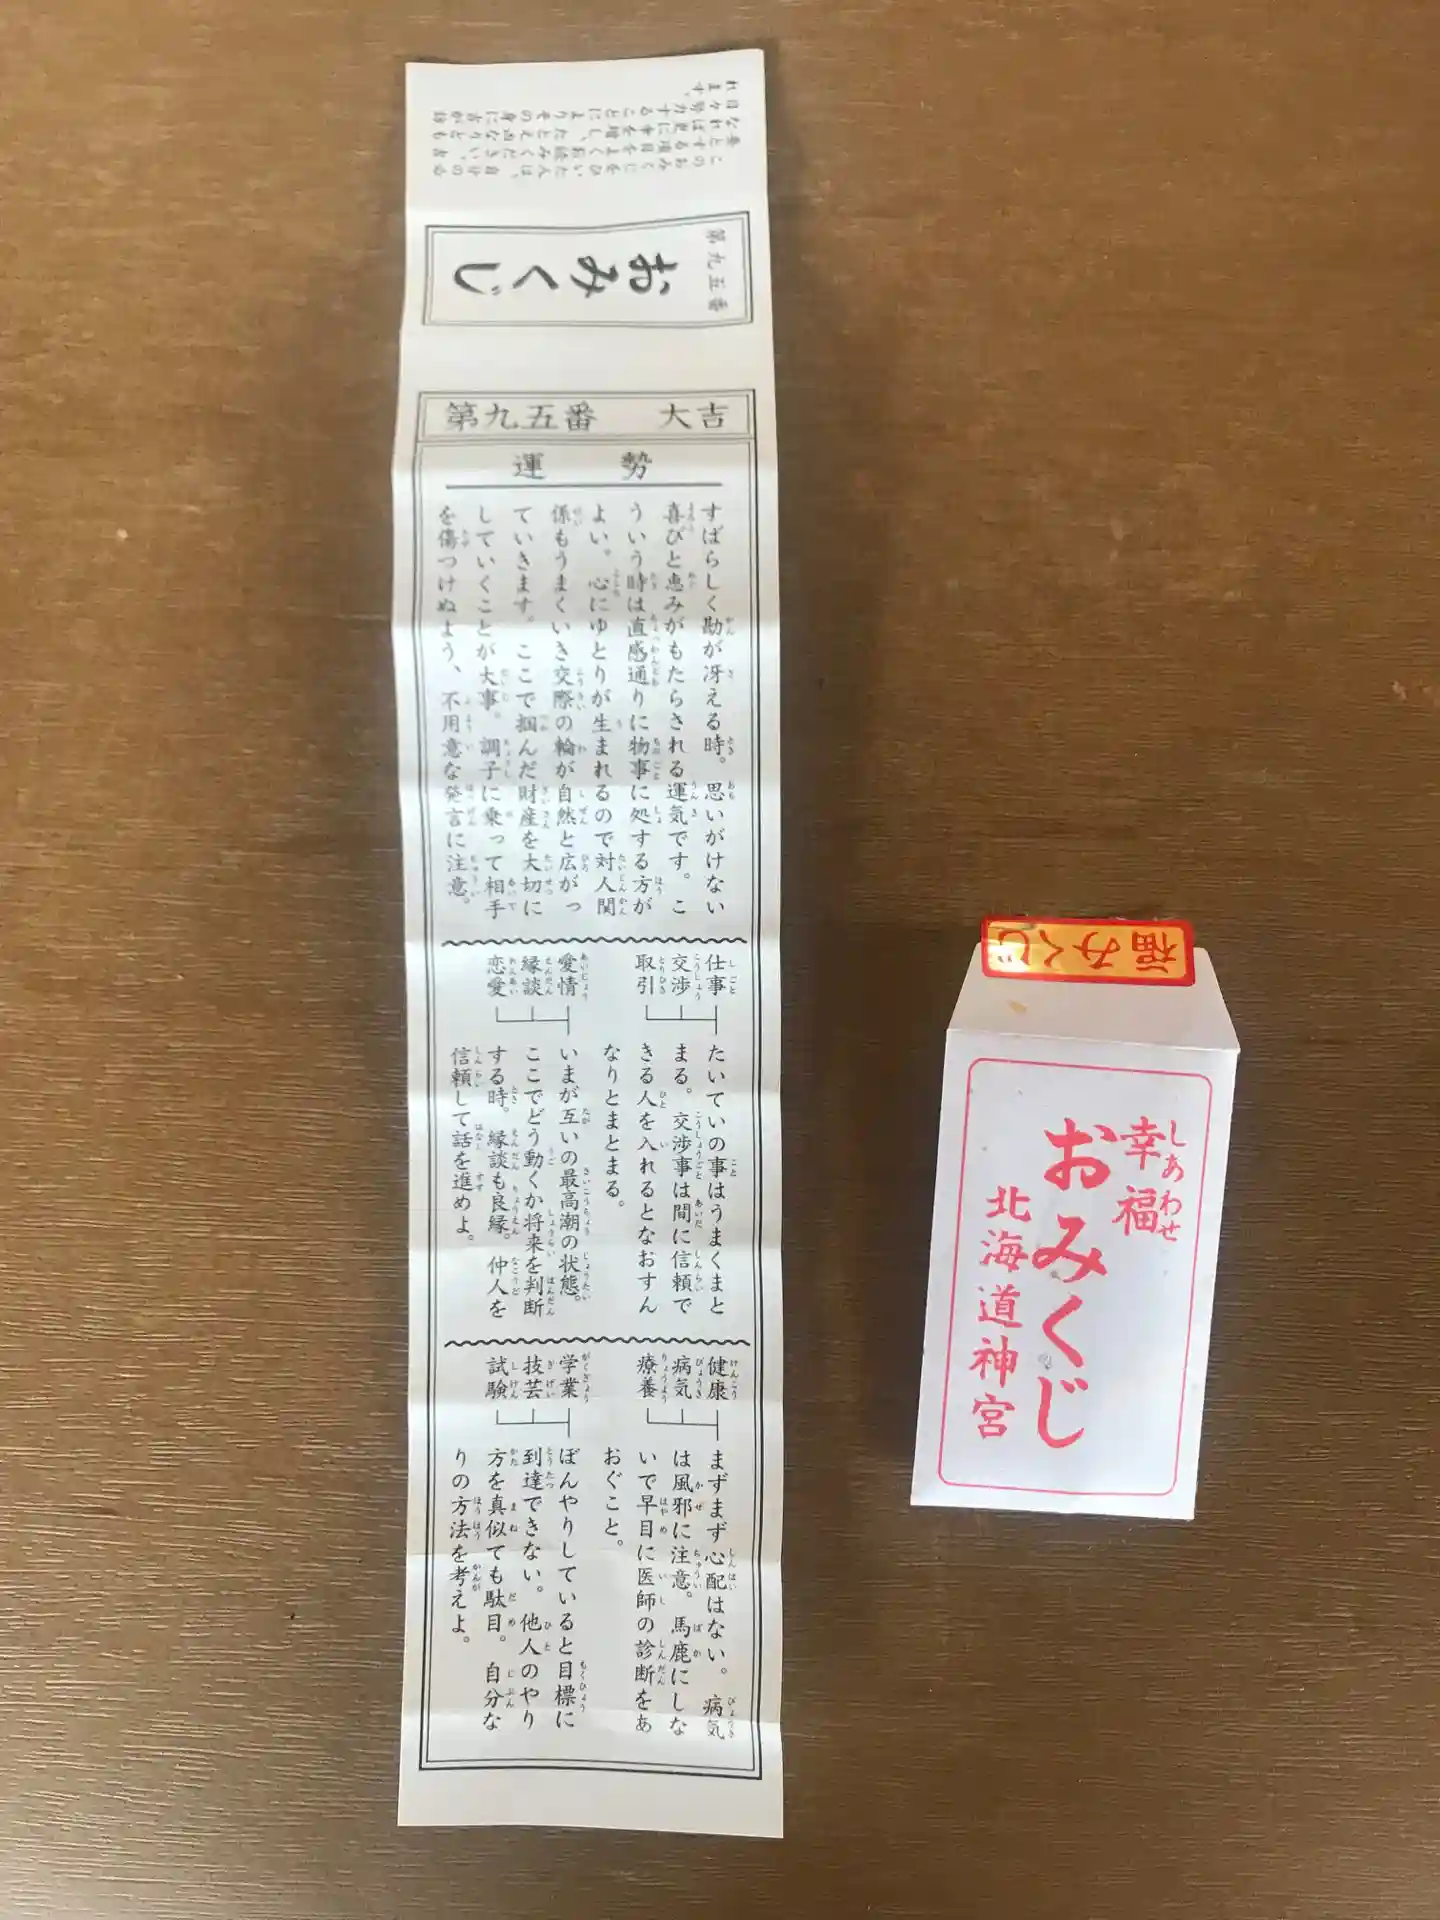 第九五番
おみくじ
第九五番 大吉
運勢
すばらしく勘が冴える時。思いがけない
喜びと恵みがもたらされる運気です。こ
ういう時は直感通りに物事に処する方が
よい。心にゆとりが生まれるので対人関
係もうまくいき交際の輪が自然と広がっ
ていきます。ここで掴んだ財産を大切に
していくことが大事。調子に乗って相手
を傷つけぬよう、不用意な発言に注意。
仕事
交渉
取引
たいていの事はうまくまと
まる。交渉事は間に信頼で
きる人を入れるとなおすん
なりとまとまる。
愛情
縁談
恋愛
いまが互いの最高潮の状態。
ここでどう動くか将来を判断
する時。縁談も良縁。仲人を
信頼して話を進めよ。
健康
病気
療養
まずまず心配はない。病気
は風邪に注意。馬鹿にしな
いで早目に医師の診断をあ
おぐこと。
学業
技芸
試験
ぼんやりしていると目標に
到達できない。他人のやり
方を真似ても駄目。自分な
りの方法を考えよ。
福みくじ
幸福
しあわせ
おみくじ
北海道神宮